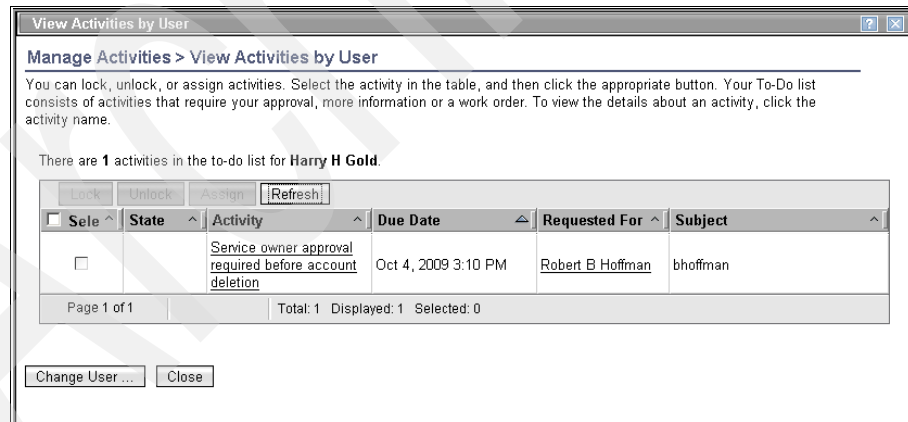 View Activities by User
Manage Activities > View Activities by User
You can lock, unlock, or assign activities. Select the activity in the table, and then click the appropriate button. Your To-Do list
consists of activities that require your approval, more information or a work order. To view the details about an activity, click the
activity name.
There are 1 activities in the to-do list for Harry H Gold.
Lock Unlock Assign Refresh
Sele State Activity Due Date Requested For Subject
Service owner approval
required before account
deletion
Oct 4, 2009 3:10 PM Robert B Hoffman bhoffman
Page 1 of 1 Total: 1 Displayed: 1 Selected: 0
Change User ... Close